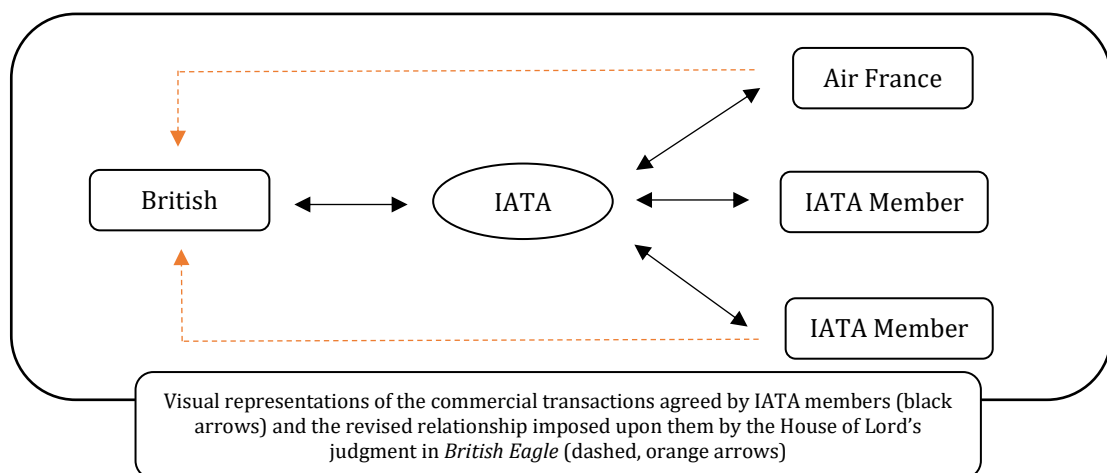 Air France
British
IATA
IATA Member
IATA Member
Visual representations of the commercial transactions agreed by IATA members (black
arrows) and the revised relationship imposed upon them by the House of Lord's
judgment in British Eagle (dashed, orange arrows)